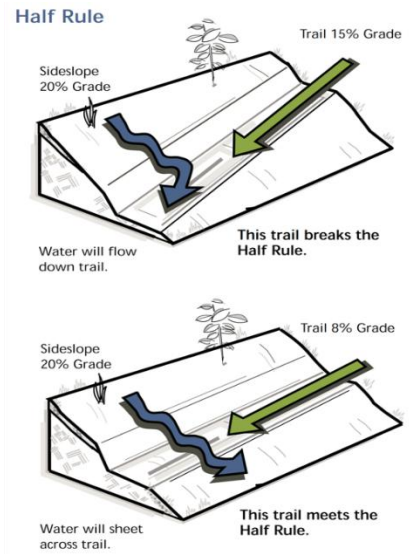 Half Rule
Trail 15% Grade
Sideslope
20% Grade
Water will flow
down trail.
This trail breaks the
Half Rule.
Trail 8% Grade
Sideslope
20% Grade
Water will sheet
across trail.
This trail meets the
Half Rule.